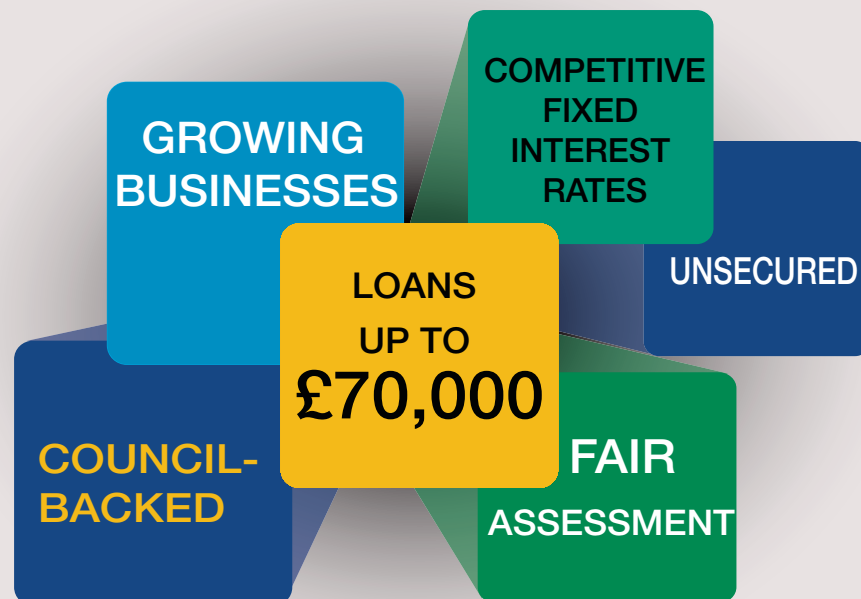 GROWING
BUSINESSES
COMPETITIVE
FIXED
INTEREST
RATES
UNSECURED
LOANS
UP TO
£70,000
COUNCIL-
BACKED
FAIR
ASSESSMENT